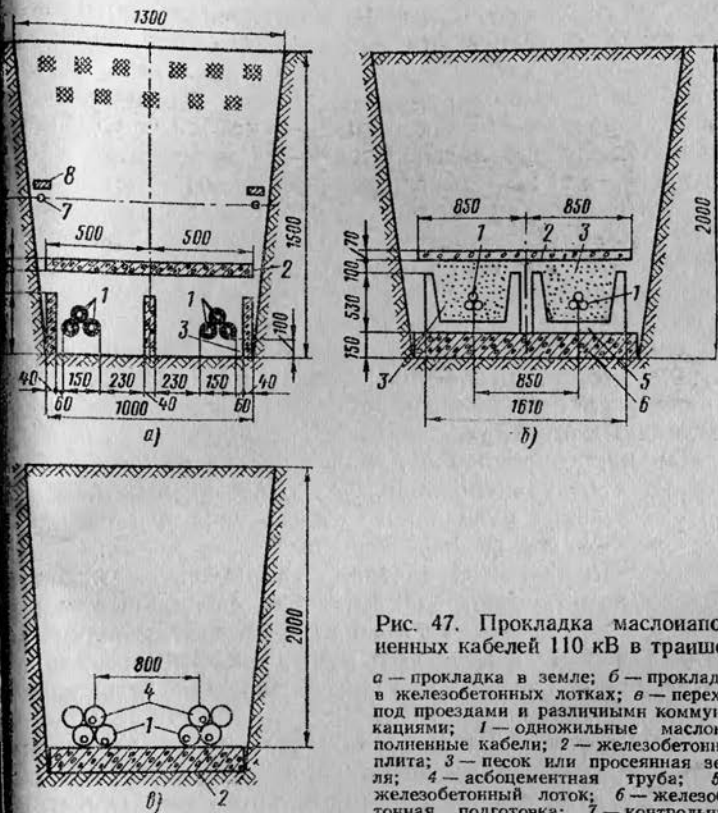 1300
8
7
500 500
1500
2
1 1
3
100
40 150 230 230 150 40
60 40 60
1000
а)
850 850
70
1 2 3
100
530
1
150
3
850
5
1610
6
2000
б)
800
4
1
2000
2
в)
Рис. 47. Прокладка маслонапо
ненных кабелей 110 кВ в транше
а — прокладка в земле; б — проклад
в железобетонных лотках; в — перех
под проездами и различными коммун
кациями; 1 — одножильные маслон
полненные кабели; 2 — железобетонн
плита; 3 — песок или просеянная зе
ля; 4 — асбоцементная труба; 5
железобетонный лоток; 6 — железоб
тонная подготовка; 7 — контрольны